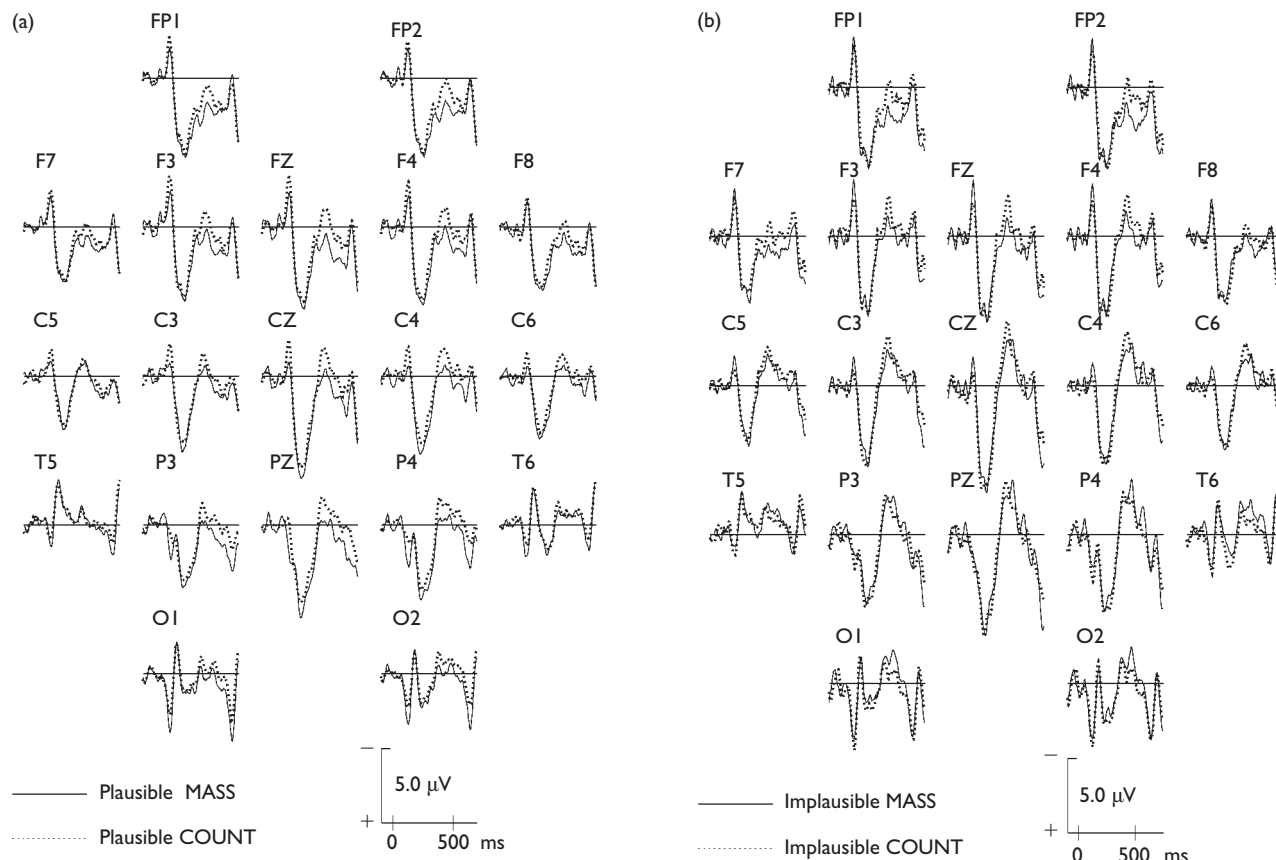 (a)
FP1
FP2
F7 F3 FZ F4 F8
C5 C3 CZ C4 C6
T5 P3 PZ P4 T6
O1 O2
−
5.0 µV
+
0 500 ms
Plausible MASS
Plausible COUNT
(b)
FP1 FP2
F7 F3 FZ F4 F8
C5 C3 CZ C4 C6
T5 P3 PZ P4 T6
O1 O2
−
5.0 µV
+
0 500 ms
Implausible MASS
Implausible COUNT